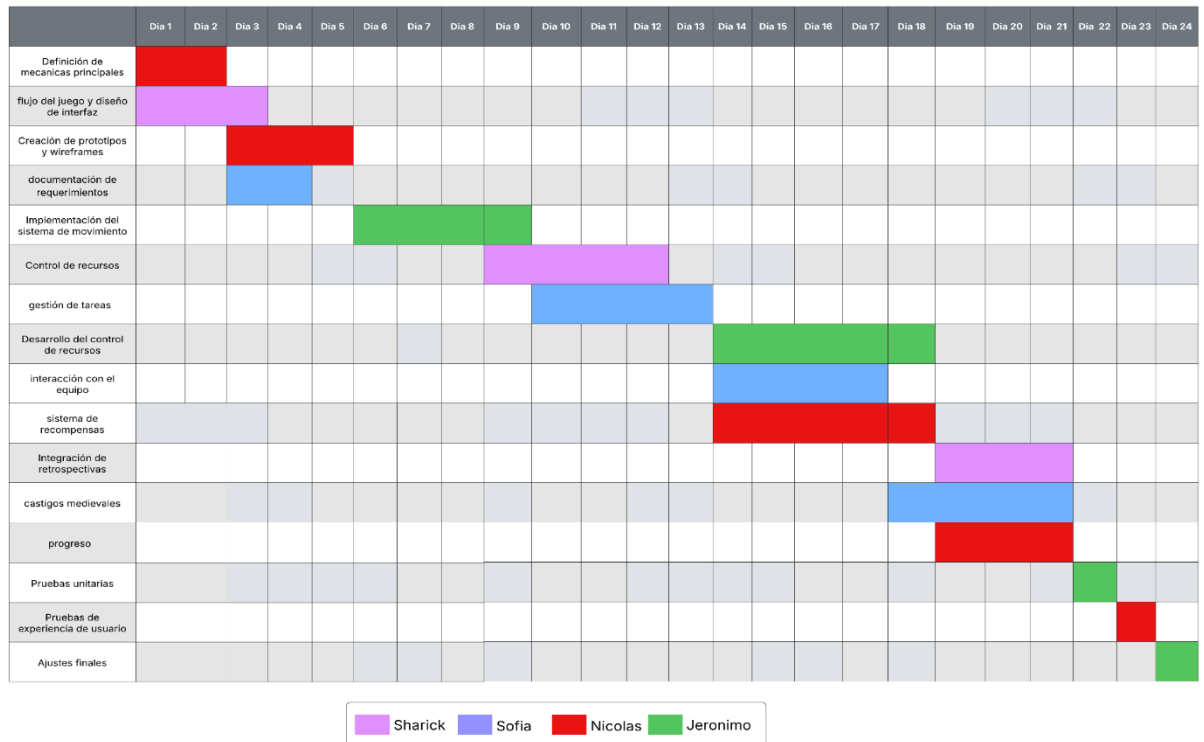 Dia 1 Dia 2 Dia 3 Dia 4 Dia 5 Dia 6 Dia 7 Dia 8 Dia 9 Dia 10 Dia 11 Dia 12 Dia 13 Dia 14 Dia 15 Dia 16 Dia 17 Dia 18 Dia 19 Dia 20 Dia 21 Dia 22 Dia 23 Dia 24
Definición de
mecanicas principales
flujo del juego y diseño
de interfaz
Creación de prototipos
y wireframes
documentación de
requerimientos
Implementación del
sistema de movimiento
Control de recursos
gestión de tareas
Desarrollo del control
de recursos
interacción con el
equipo
sistema de
recompensas
Integración de
retrospectivas
castigos medievales
progreso
Pruebas unitarias
Pruebas de
experiencia de usuario
Ajustes finales
Sharick Sofia Nicolas Jeronimo